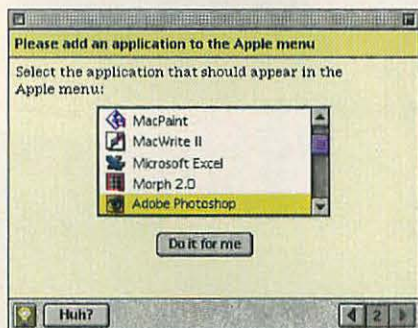 Please add an application to the Apple menu
Select the application that should appear in the
Apple menu:
MacPaint
MacWrite II
Microsoft Excel
Morph 2.0
Adobe Photoshop
Do it for me
Huh?
2